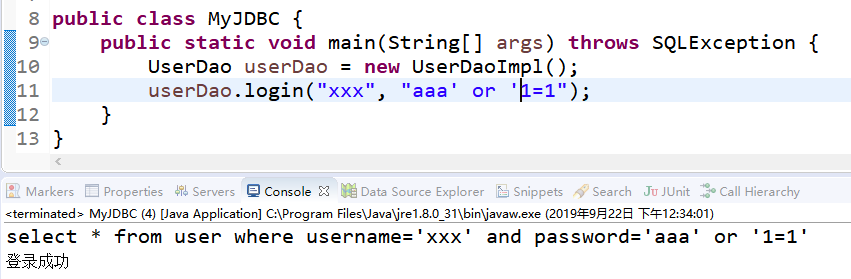 8 public class MyJDBC {
9 public static void main(String[] args) throws SQLException {
10 UserDao userDao = new UserDaoImpl();
11 userDao.login("xxx", "aaa' or '1=1");
12 }
13 }
Markers Properties Servers Console Data Source Explorer Snippets Search JUnit Call Hierarchy
<terminated> MyJDBC (4) [Java Application] C:\Program Files\Java\jre1.8.0_31\bin\javaw.exe (2019年9月22日 下午12:34:01)
select * from user where username='xxx' and password='aaa' or '1=1'
登录成功